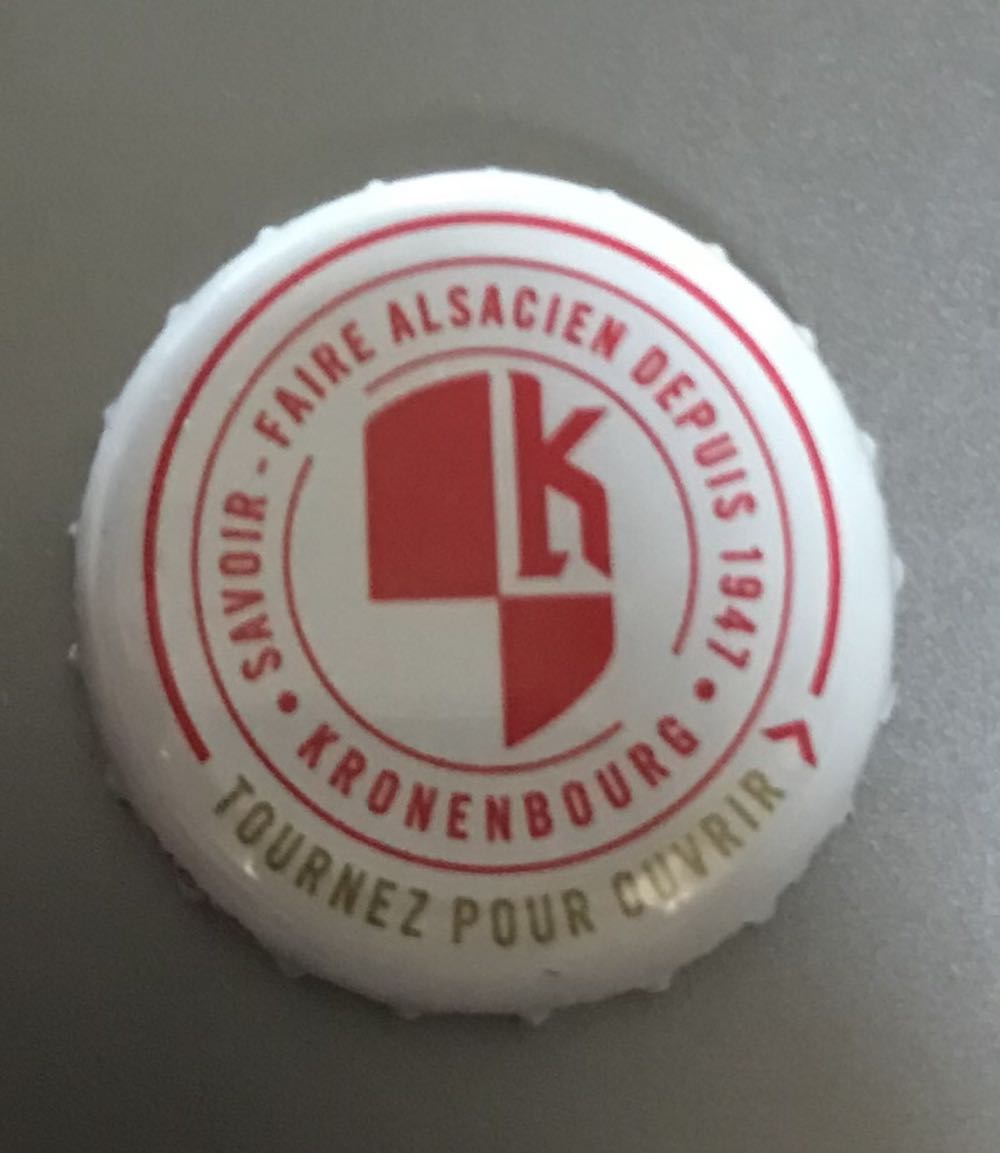 SAVOIR-FAIRE ALSACIEN DEPUIS 1947
K
• KRONENBOURG •
TOURNEZ POUR OUVRIR